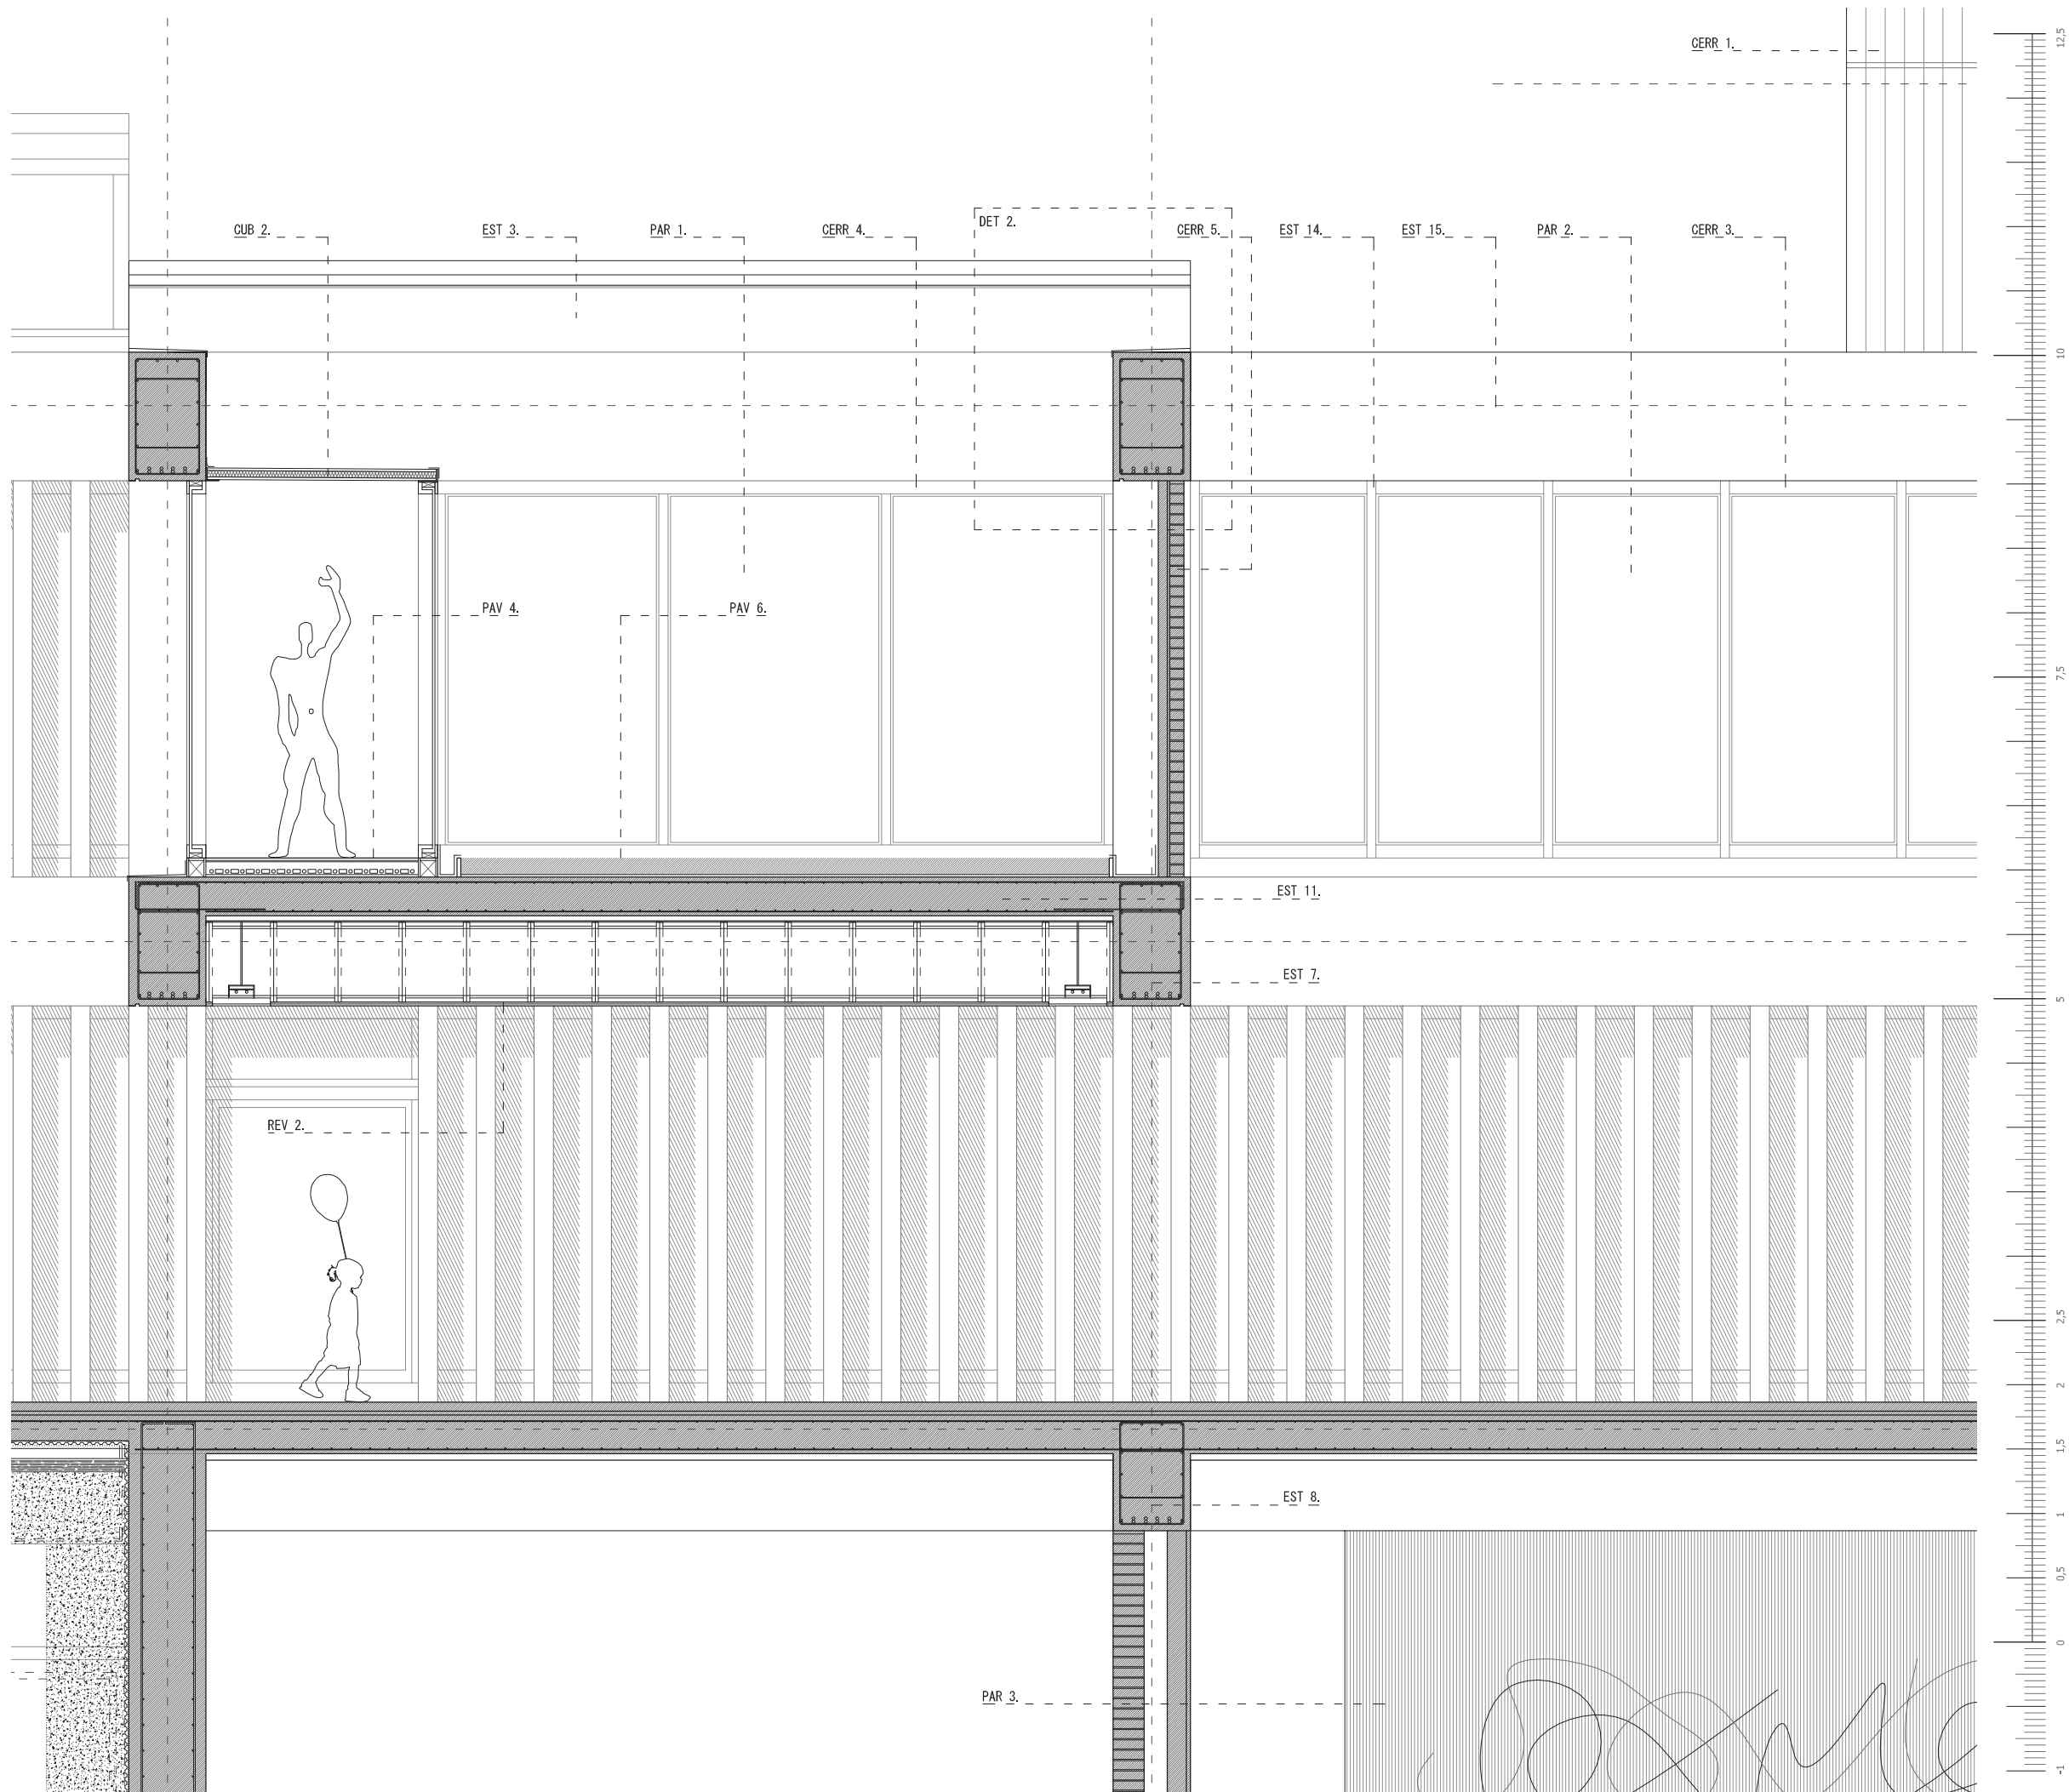 CERR 1.
12,5
CUB 2.
EST 3.
PAR 1.
CERR 4.
DET 2.
CERR 5.
EST 14.
EST 15.
PAR 2.
CERR 3.
10
PAV 4.
PAV 6.
7,5
EST 11.
EST 7.
5
REV 2.
2,5
2
1,5
EST 8.
1
0,5
0
PAR 3.
-1